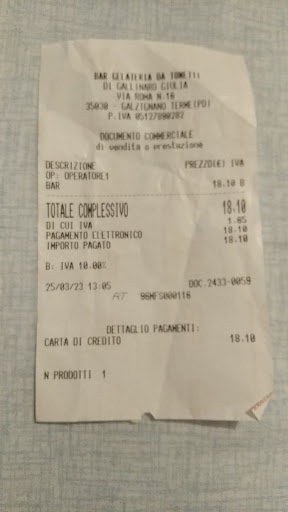 BAR GELATERIA DA
DI GALLINARO GIULIA
VIA ROMA N.16
35030 - GALZIGNANO TERME(PD)
P.IVA 05127890282
DOCUMENTO COMMERCIALE
di vendita o prestazione
DESCRIZIONE PREZZO(€) IVA
OP: OPERATORE1
BAR 18.10 B
TOTALE COMPLESSIVO 18.10
DI CUI IVA 1.65
PAGAMENTO ELETTRONICO 18.10
IMPORTO PAGATO 18.10
B: IVA 10.00%
25/03/23 13:05 DOC.2433-0059
RT 96MFS000116
DETTAGLIO PAGAMENTI:
CARTA DI CREDITO 18.10
N PRODOTTI 1